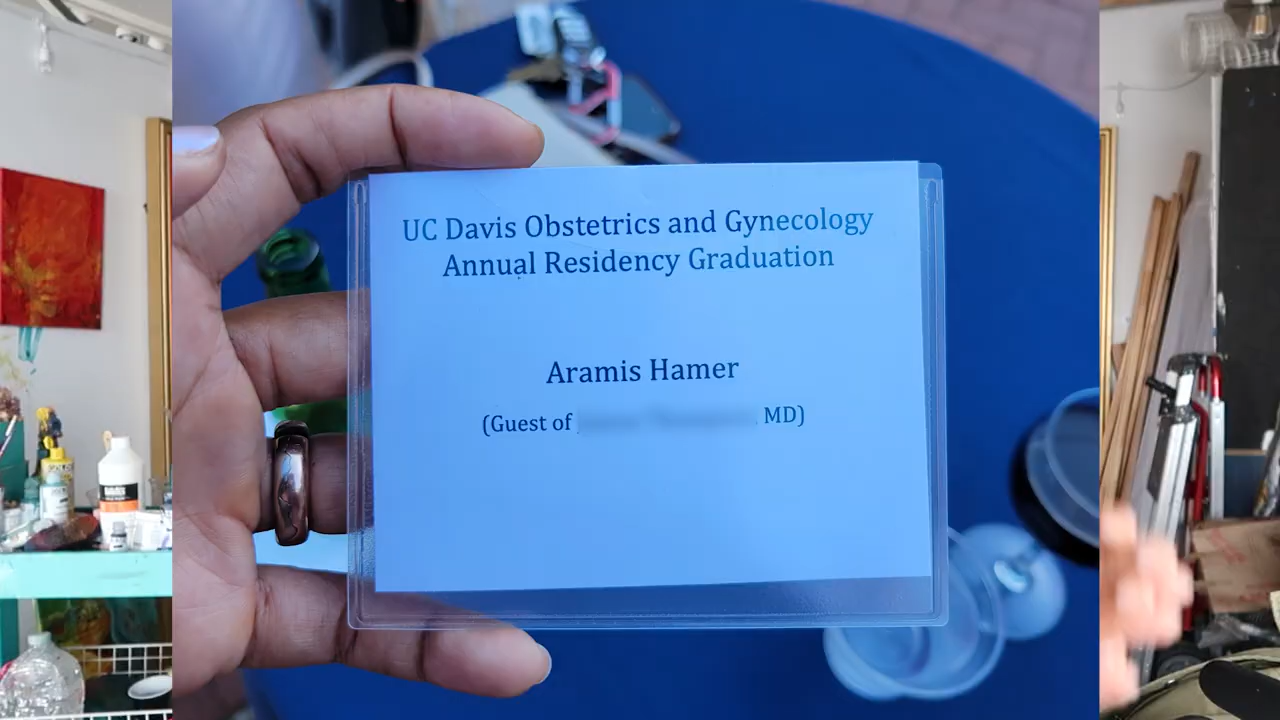 UC Davis Obstetrics and Gynecology
Annual Residency Graduation
Aramis Hamer
(Guest of MD)